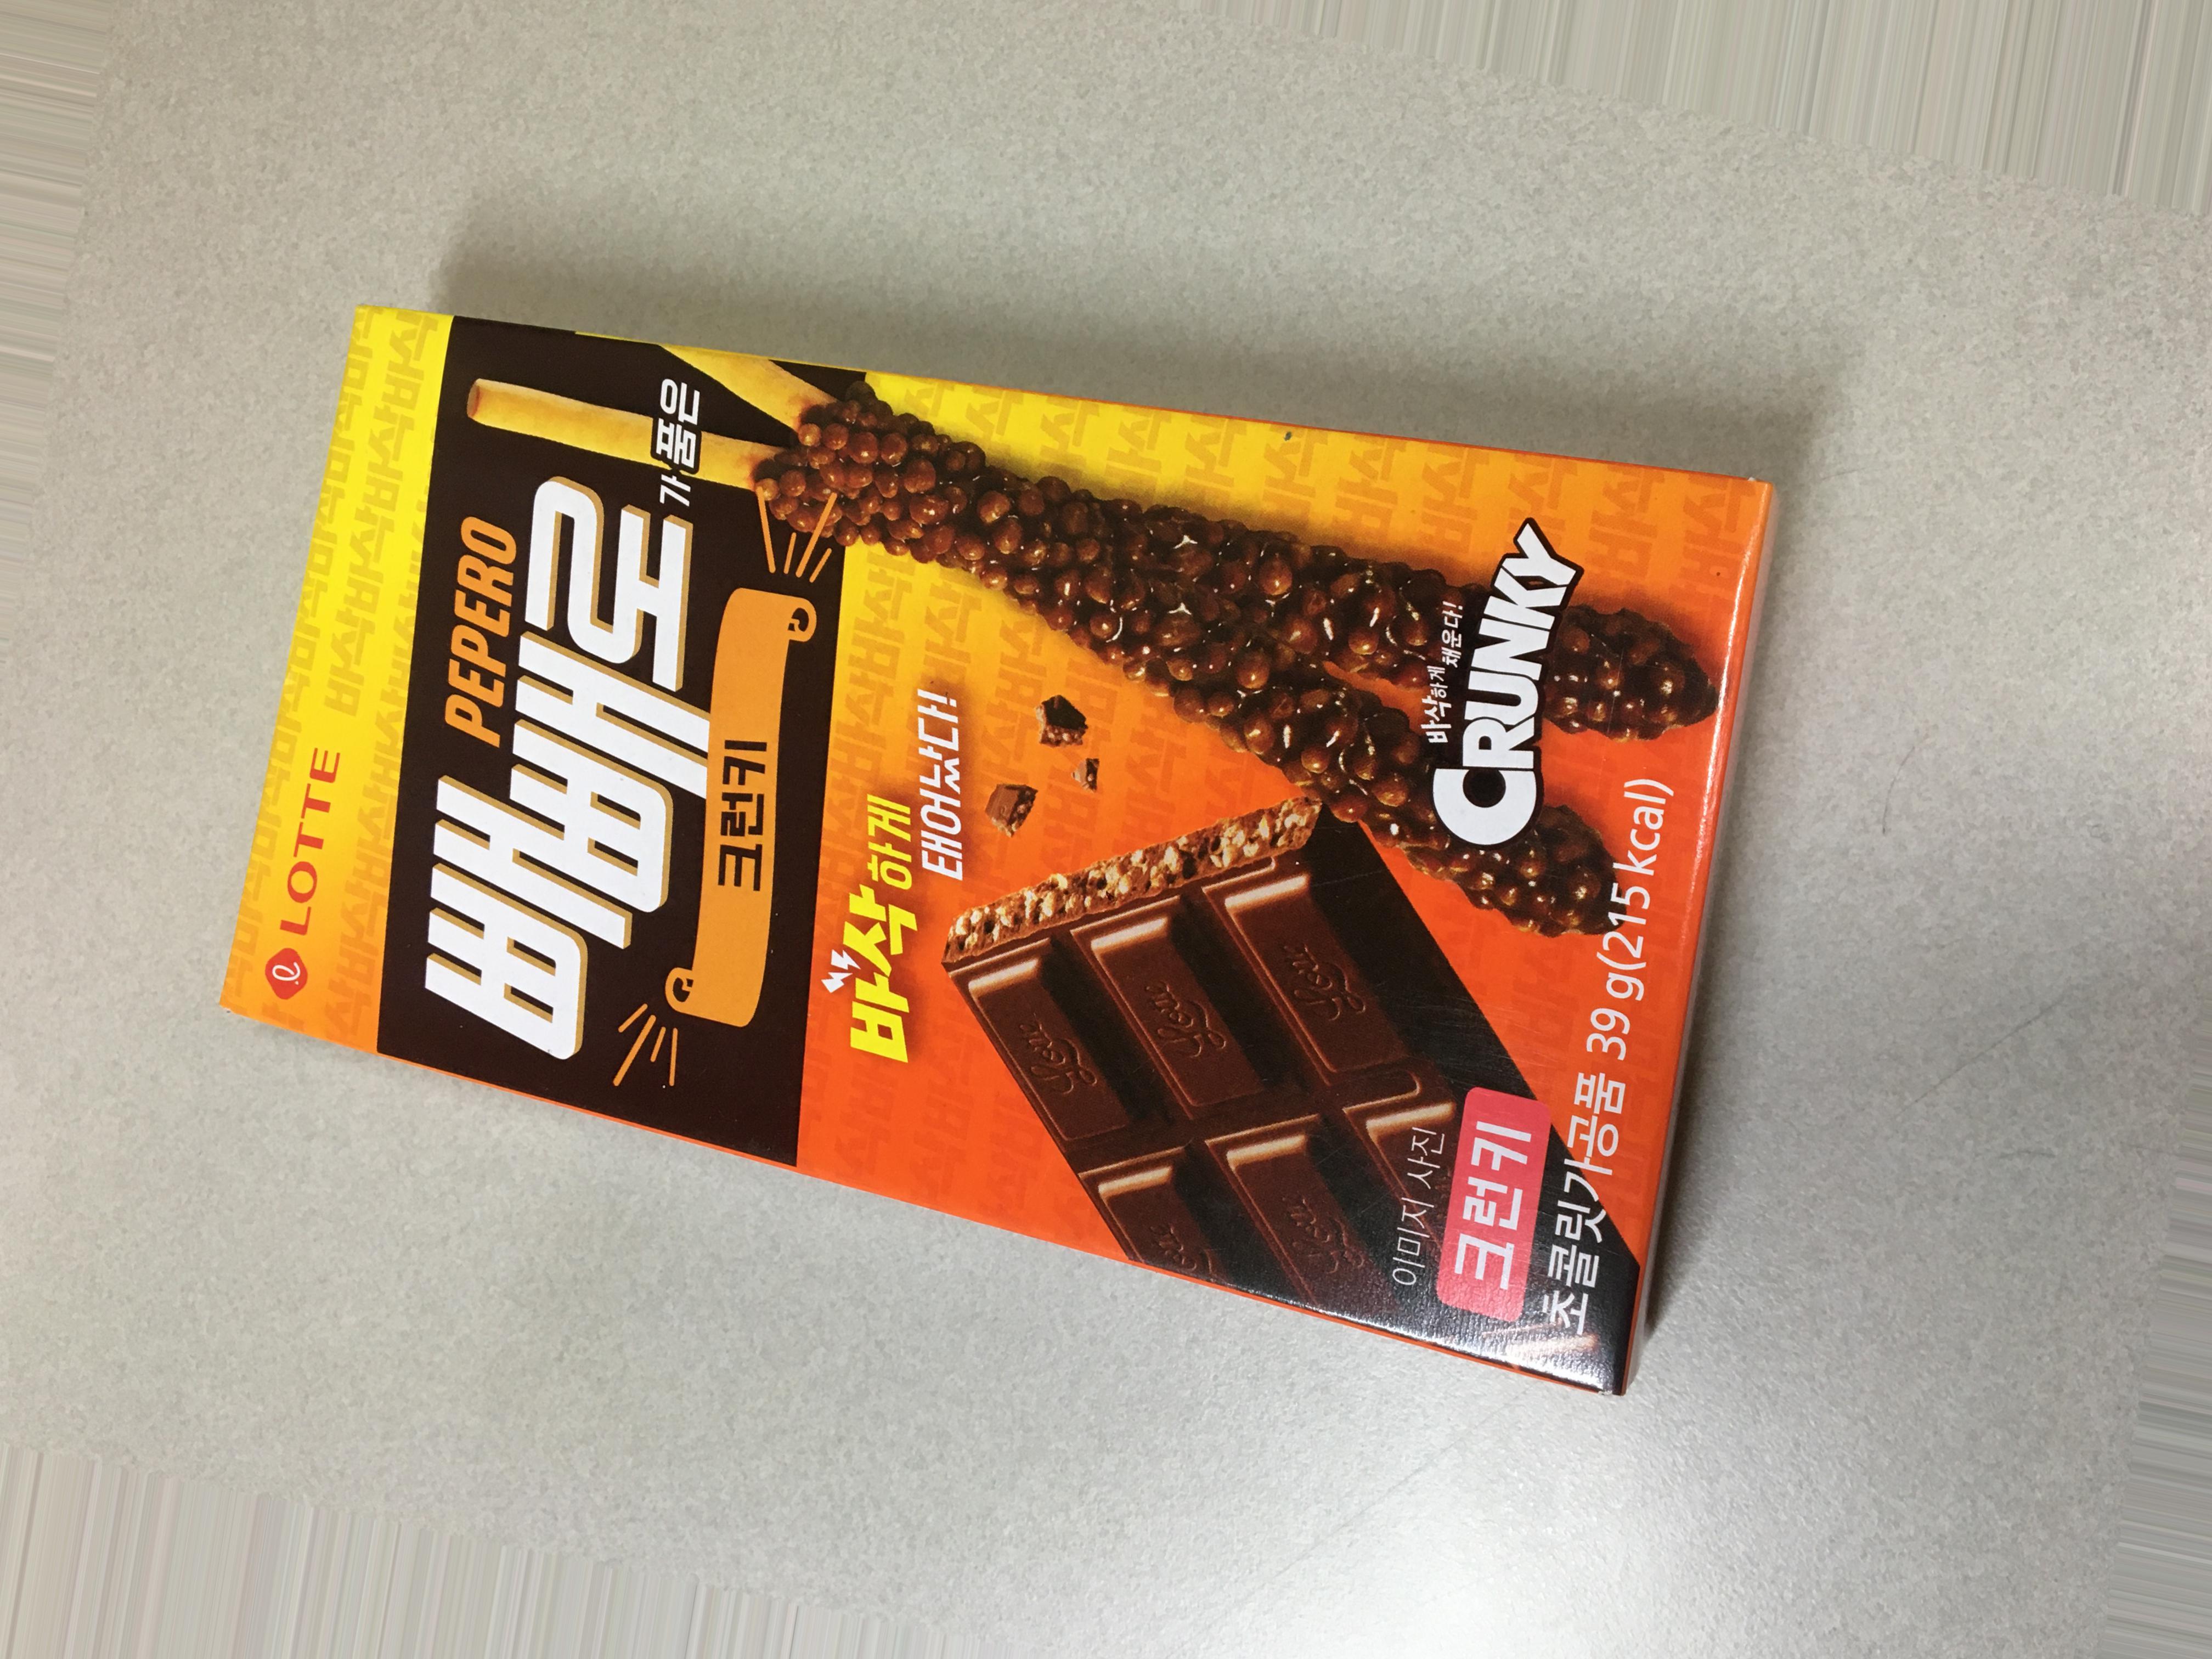 LOTTE
PEPERO
빼빼로가 품은
크런키
바삭하게
태어났다!
바삭하게 채운다!
CRUNKY
이미지 사진
크런키
초콜릿가공품 39 g(215 kcal)